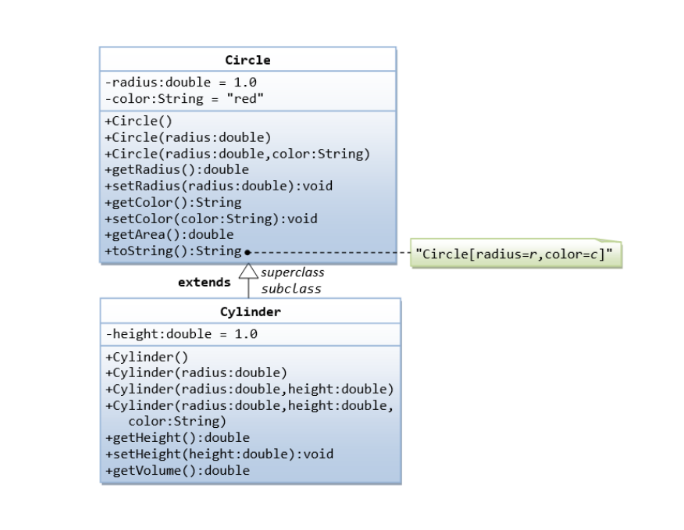 Circle
-radius:double = 1.0
-color:String = "red"
+Circle()
+Circle(radius:double)
+Circle(radius:double,color:String)
+getRadius():double
+setRadius(radius:double):void
+getColor():String
+setColor(color:String):void
+getArea():double
+toString():String
"Circle[radius=r,color=c]"
superclass
extends
subclass
Cylinder
-height:double = 1.0
+Cylinder()
+Cylinder(radius:double)
+Cylinder(radius:double,height:double)
+Cylinder(radius:double,height:double,
color:String)
+getHeight():double
+setHeight(height:double):void
+getVolume():double